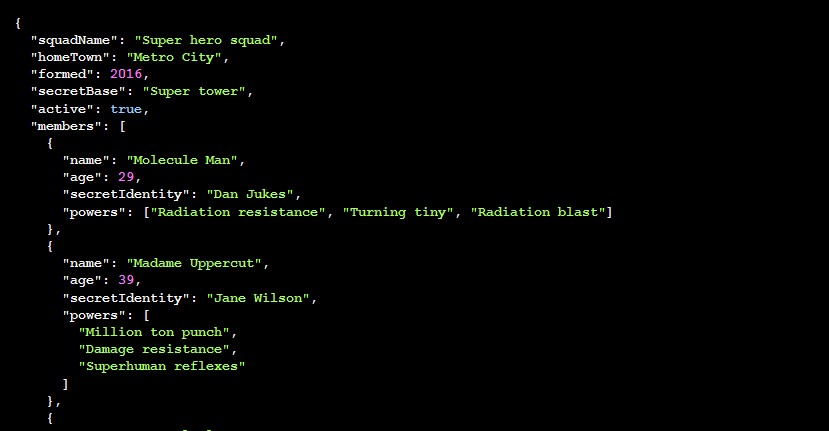 {
  "squadName": "Super hero squad",
  "homeTown": "Metro City",
  "formed": 2016,
  "secretBase": "Super tower",
  "active": true,
  "members": [
    {
      "name": "Molecule Man",
      "age": 29,
      "secretIdentity": "Dan Jukes",
      "powers": ["Radiation resistance", "Turning tiny", "Radiation blast"]
    },
    {
      "name": "Madame Uppercut",
      "age": 39,
      "secretIdentity": "Jane Wilson",
      "powers": [
        "Million ton punch",
        "Damage resistance",
        "Superhuman reflexes"
      ]
    },
    {